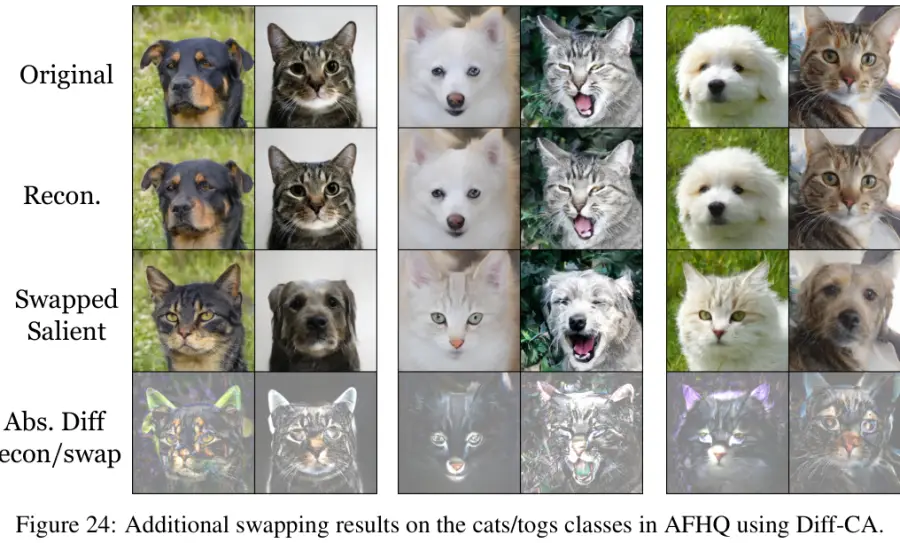 Original
Recon.
Swapped
Salient
Abs. Diff
econ/swap
Figure 24: Additional swapping results on the cats/togs classes in AFHQ using Diff-CA.